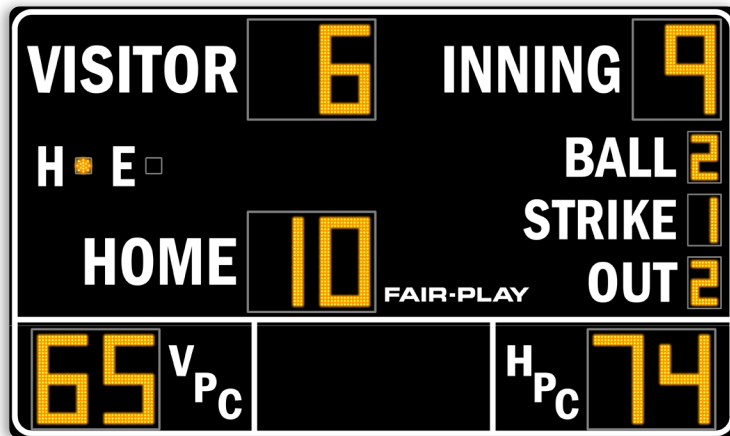 VISITOR 6 INNING 9
H E BALL 2
STRIKE 1
HOME 10 FAIR-PLAY OUT 2
65 VPC HPC 74